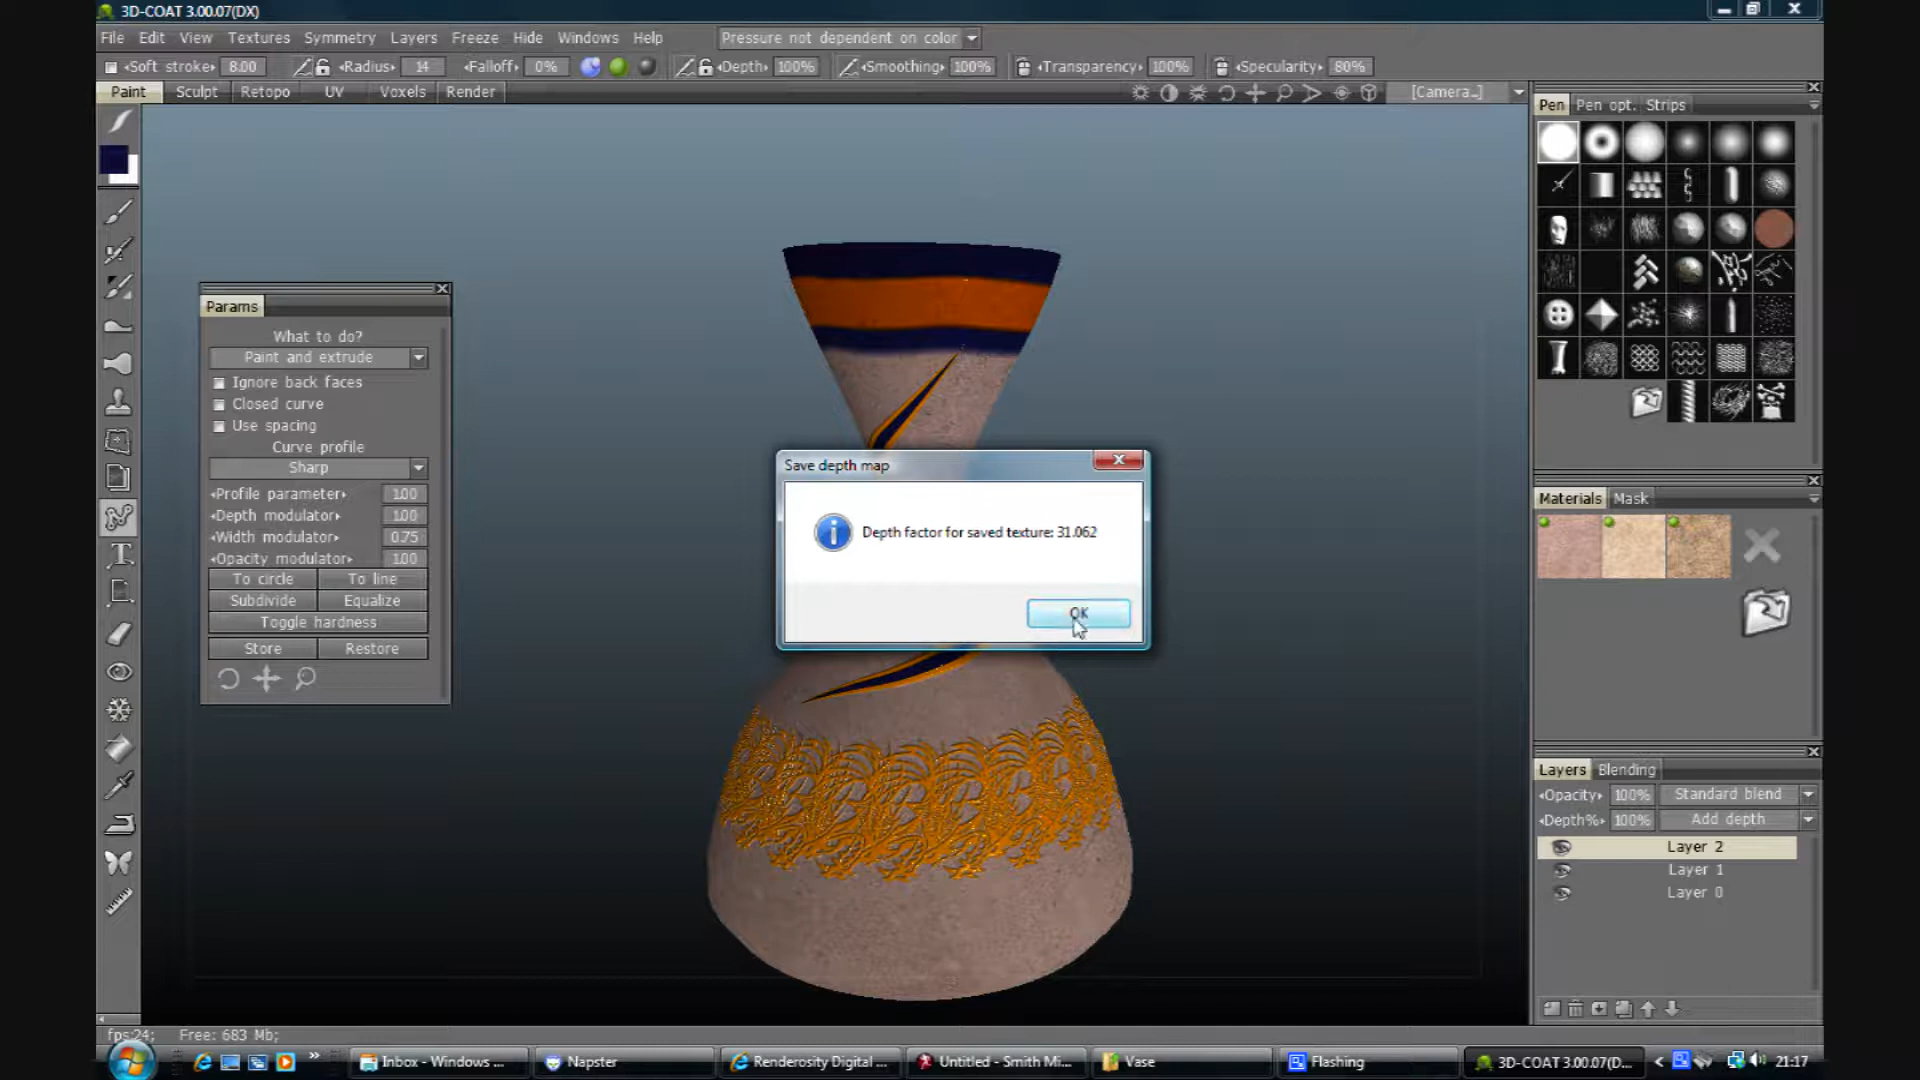 3D-COAT 3.00.07(DX)
File Edit View Textures Symmetry Layers Freeze Hide Windows Help Pressure not dependent on color
Soft stroke 8.00 Radius 14 Falloff 0% Depth 100% Smoothing 100% Transparency 100% Specularity 80%
Paint Sculpt Retopo UV Voxels Render [Camera_]
Pen Pen opt. Strips
Params
What to do?
Paint and extrude
Ignore back faces
Closed curve
Use spacing
Curve profile
Sharp
Profile parameter 1.00
Depth modulator 1.00
Width modulator 0.75
Opacity modulator 1.00
To circle To line
Subdivide Equalize
Toggle hardness
Store Restore
Save depth map
Depth factor for saved texture: 31.062
OK
Materials Mask
Layers Blending
Opacity 100% Standard blend
Depth% 100% Add depth
Layer 2
Layer 1
Layer 0
fps:24; Free: 683 Mb;
Inbox - Windows ... Napster Renderosity Digital ... Untitled - Smith Mi... Vase Flashing 3D-COAT 3.00.07(D... 21:17